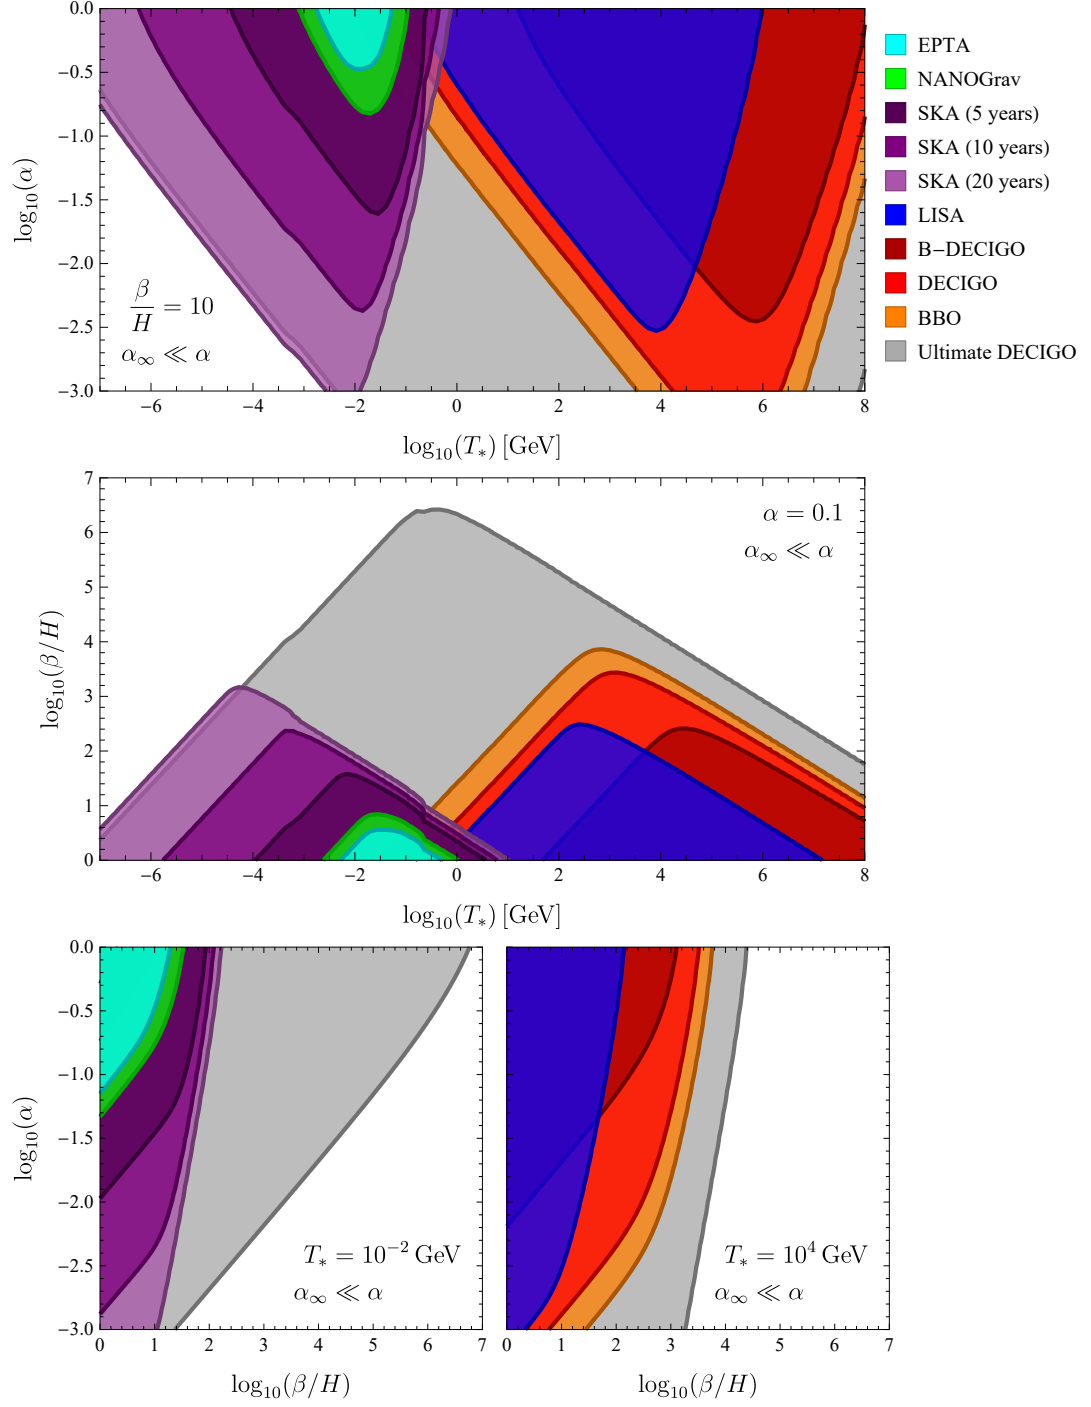 0.0
−0.5
−1.0
−1.5
−2.0
−2.5
−3.0
log₁₀(α)
β/H = 10
α∞ ≪ α
−6 −4 −2 0 2 4 6 8
log₁₀(T∗) [GeV]
EPTA
NANOGrav
SKA (5 years)
SKA (10 years)
SKA (20 years)
LISA
B−DECIGO
DECIGO
BBO
Ultimate DECIGO
7
6
5
4
3
2
1
0
log₁₀(β/H)
α = 0.1
α∞ ≪ α
−6 −4 −2 0 2 4 6 8
log₁₀(T∗) [GeV]
0.0
−0.5
−1.0
−1.5
−2.0
−2.5
−3.0
log₁₀(α)
T∗ = 10⁻² GeV
α∞ ≪ α
0 1 2 3 4 5 6 7
log₁₀(β/H)
T∗ = 10⁴ GeV
α∞ ≪ α
0 1 2 3 4 5 6 7
log₁₀(β/H)